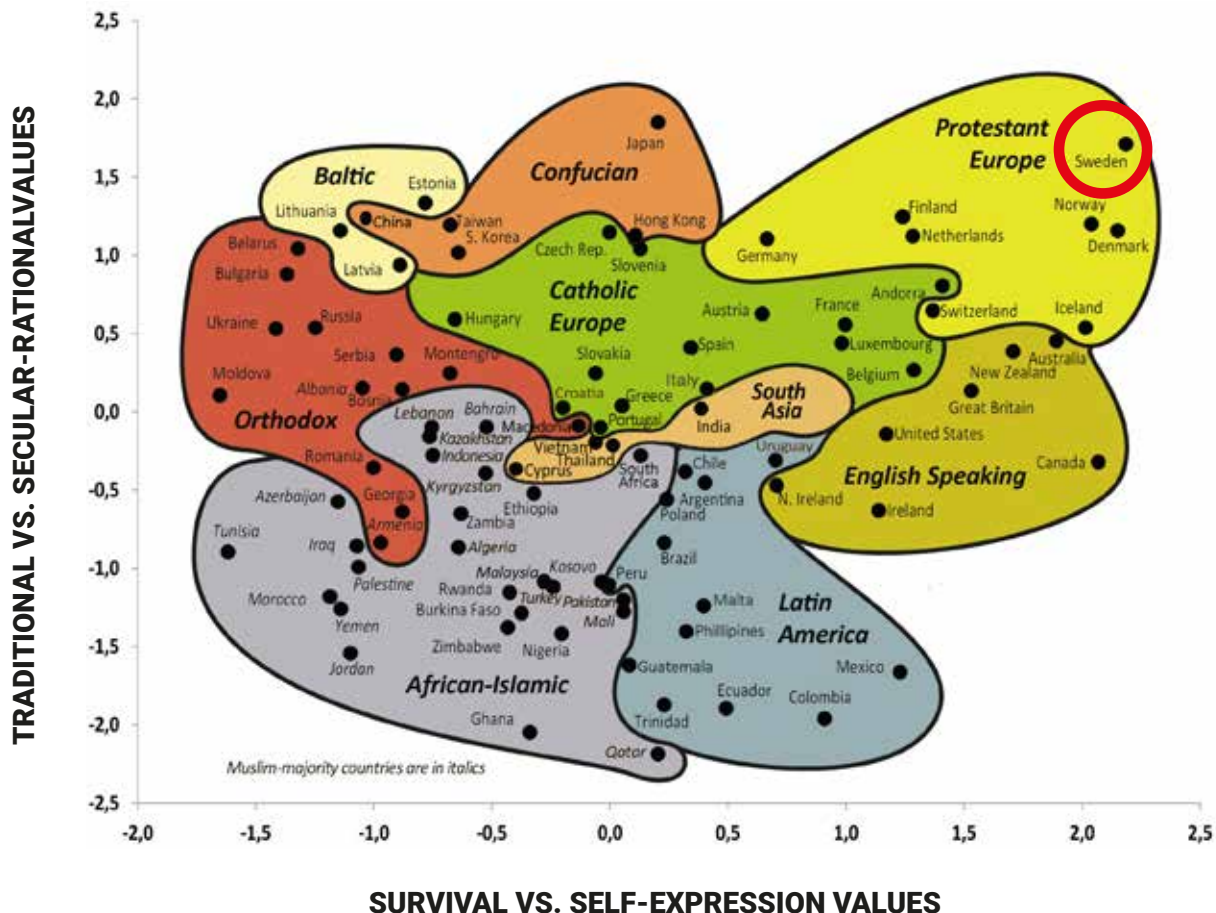 TRADITIONAL VS. SECULAR-RATIONALVALUES
2,5
2,0
1,5
1,0
0,5
0,0
-0,5
-1,0
-1,5
-2,0
-2,5
Protestant
Europe
Sweden
Japan
Confucian
Baltic
Estonia
Lithuania
China
Taiwan
S. Korea
Hong Kong
Czech Rep.
Slovenia
Finland
Netherlands
Norway
Denmark
Germany
Belarus
Bulgaria
Latvia
Catholic
Europe
Andorra
Switzerland
Iceland
Austria
France
Hungary
Ukraine
Russia
Spain
Luxembourg
Australia
Serbia
Montengro
Slovakia
Belgium
New Zealand
Moldova
Albania
Bosnia
Croatia
Greece
Italy
South
Asia
Great Britain
Orthodox
Lebanon
Bahrain
Macedonia
Portugal
India
United States
Kazakhstan
Indonesia
Vietnam
Thailand
Uruguay
Romania
Kyrgyzstan
Cyprus
South
Africa
Chile
English Speaking
Canada
Azerbaijan
Georgia
Ethiopia
Argentina
N. Ireland
Ireland
Armenia
Zambia
Poland
Tunisia
Iraq
Algeria
Brazil
Palestine
Malaysia
Kosovo
Peru
Morocco
Rwanda
Turkey
Pakistan
Malta
Latin
America
Yemen
Burkina Faso
Mali
Phillipines
Jordan
Zimbabwe
Nigeria
Guatemala
Mexico
African-Islamic
Ecuador
Colombia
Ghana
Trinidad
Qatar
Muslim-majority countries are in italics
-2,0 -1,5 -1,0 -0,5 0,0 0,5 1,0 1,5 2,0 2,5
SURVIVAL VS. SELF-EXPRESSION VALUES